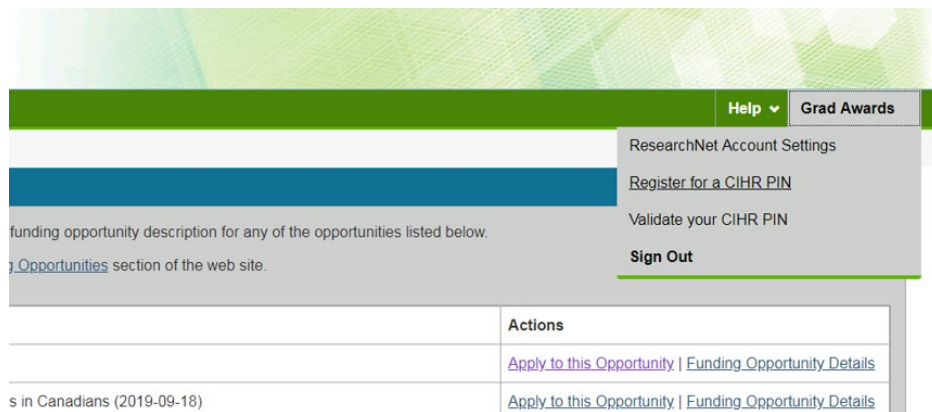 Help
Grad Awards
ResearchNet Account Settings
Register for a CIHR PIN
Validate your CIHR PIN
Sign Out
funding opportunity description for any of the opportunities listed below.
g Opportunities section of the web site.
Actions
Apply to this Opportunity | Funding Opportunity Details
s in Canadians (2019-09-18)
Apply to this Opportunity | Funding Opportunity Details